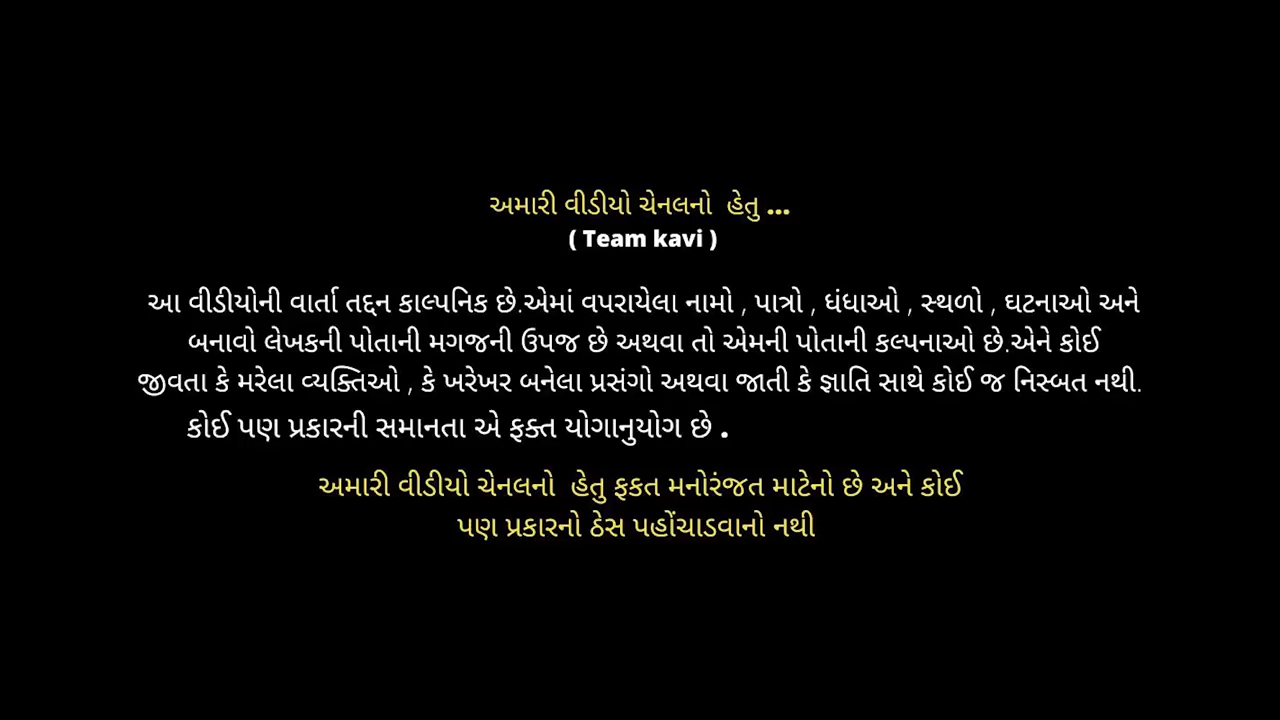 અમારી વીડીયો ચેનલનો હેતુ ...
( Team kavi )
આ વીડીયોની વાર્તા તદ્દન કાલ્પનિક છે.એમાં વપરાયેલા નામો , પાત્રો , ધંધાઓ , સ્થળો , ઘટનાઓ અને
બનાવો લેખકની પોતાની મગજની ઉપજ છે અથવા તો એમની પોતાની કલ્પનાઓ છે.એને કોઈ
જીવતા કે મરેલા વ્યક્તિઓ , કે ખરેખર બનેલા પ્રસંગો અથવા જાતી કે જ્ઞાતિ સાથે કોઈ જ નિસ્બત નથી.
કોઈ પણ પ્રકારની સમાનતા એ ફક્ત યોગાનુયોગ છે .
અમારી વીડીયો ચેનલનો હેતુ ફકત મનોરંજત માટેનો છે અને કોઈ
પણ પ્રકારનો ઠેસ પહોંચાડવાનો નથી